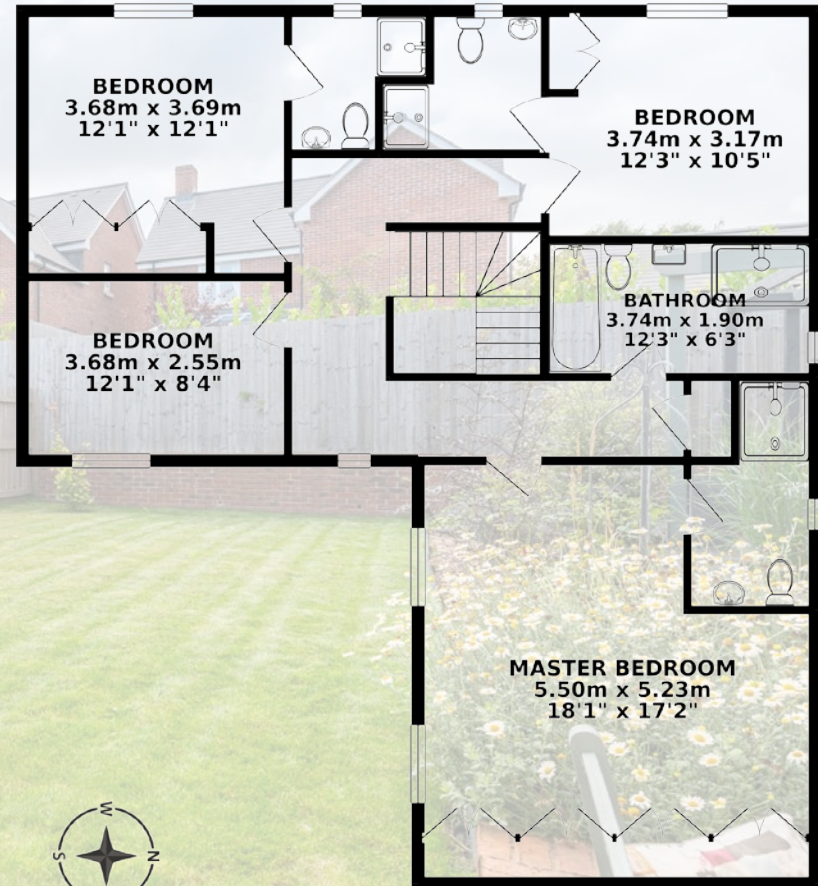 BEDROOM
3.68m x 3.69m
12'1" x 12'1"
BEDROOM
3.74m x 3.17m
12'3" x 10'5"
BATHROOM
3.74m x 1.90m
12'3" x 6'3"
BEDROOM
3.68m x 2.55m
12'1" x 8'4"
MASTER BEDROOM
5.50m x 5.23m
18'1" x 17'2"
W
S
N